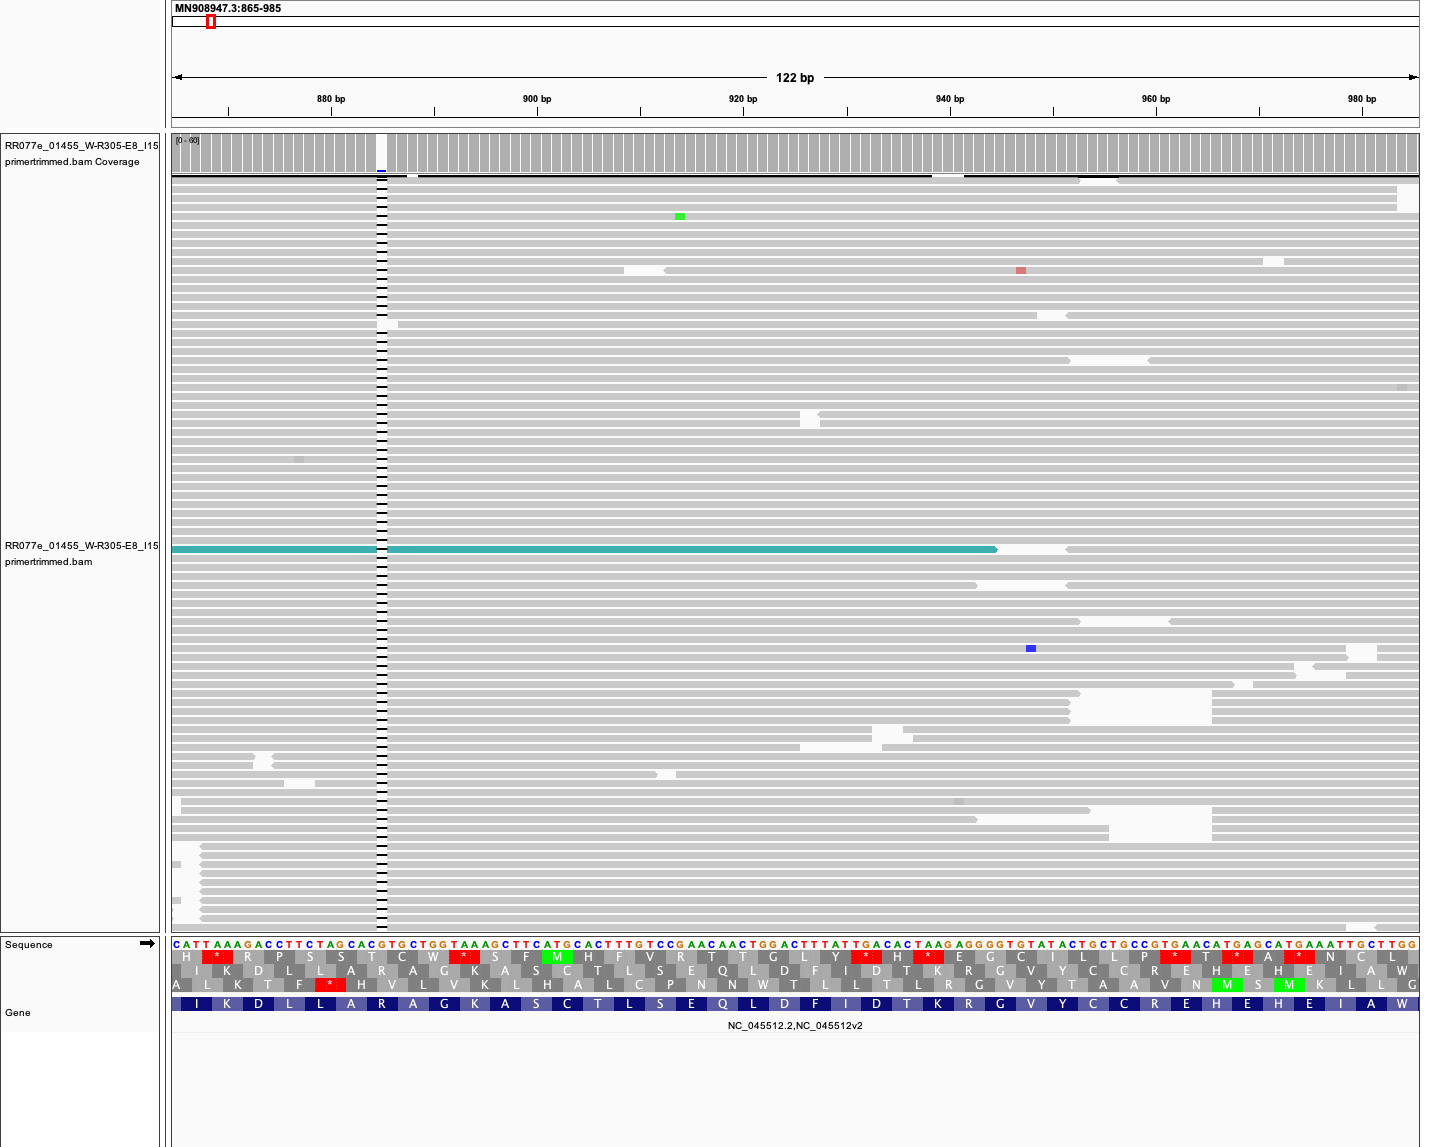 MN908947.3:865-985
122 bp
880 bp 900 bp 920 bp 940 bp 960 bp 980 bp
RR077e_01455_W-R305-E8_I15
primertrimmed.bam Coverage
[0 - 60]
RR077e_01455_W-R305-E8_I15
primertrimmed.bam
Sequence
CATTAAAGACCTTCTAGCACGTGCTGGTAAAGCTTCATGCACTTTGTCCGAACAACTGGACTTTATTGACACTAAGAGGGGTGTATACTGCTGCCGTGAACATGAGCATGAAATTGCTTGG
H * R P S S T C W * S F M H F V R T T G L Y * H * E G C I L L P * T * A * N C L
I K D L L A R A G K A S C T L S E Q L D F I D T K R G V Y C C R E H E H E I A W
A L K T F * H V L V K L H A L C P N N W T L L T L R G V Y T A A V N M S M K L L G
Gene
I K D L L A R A G K A S C T L S E Q L D F I D T K R G V Y C C R E H E H E I A W
NC_045512.2,NC_045512v2